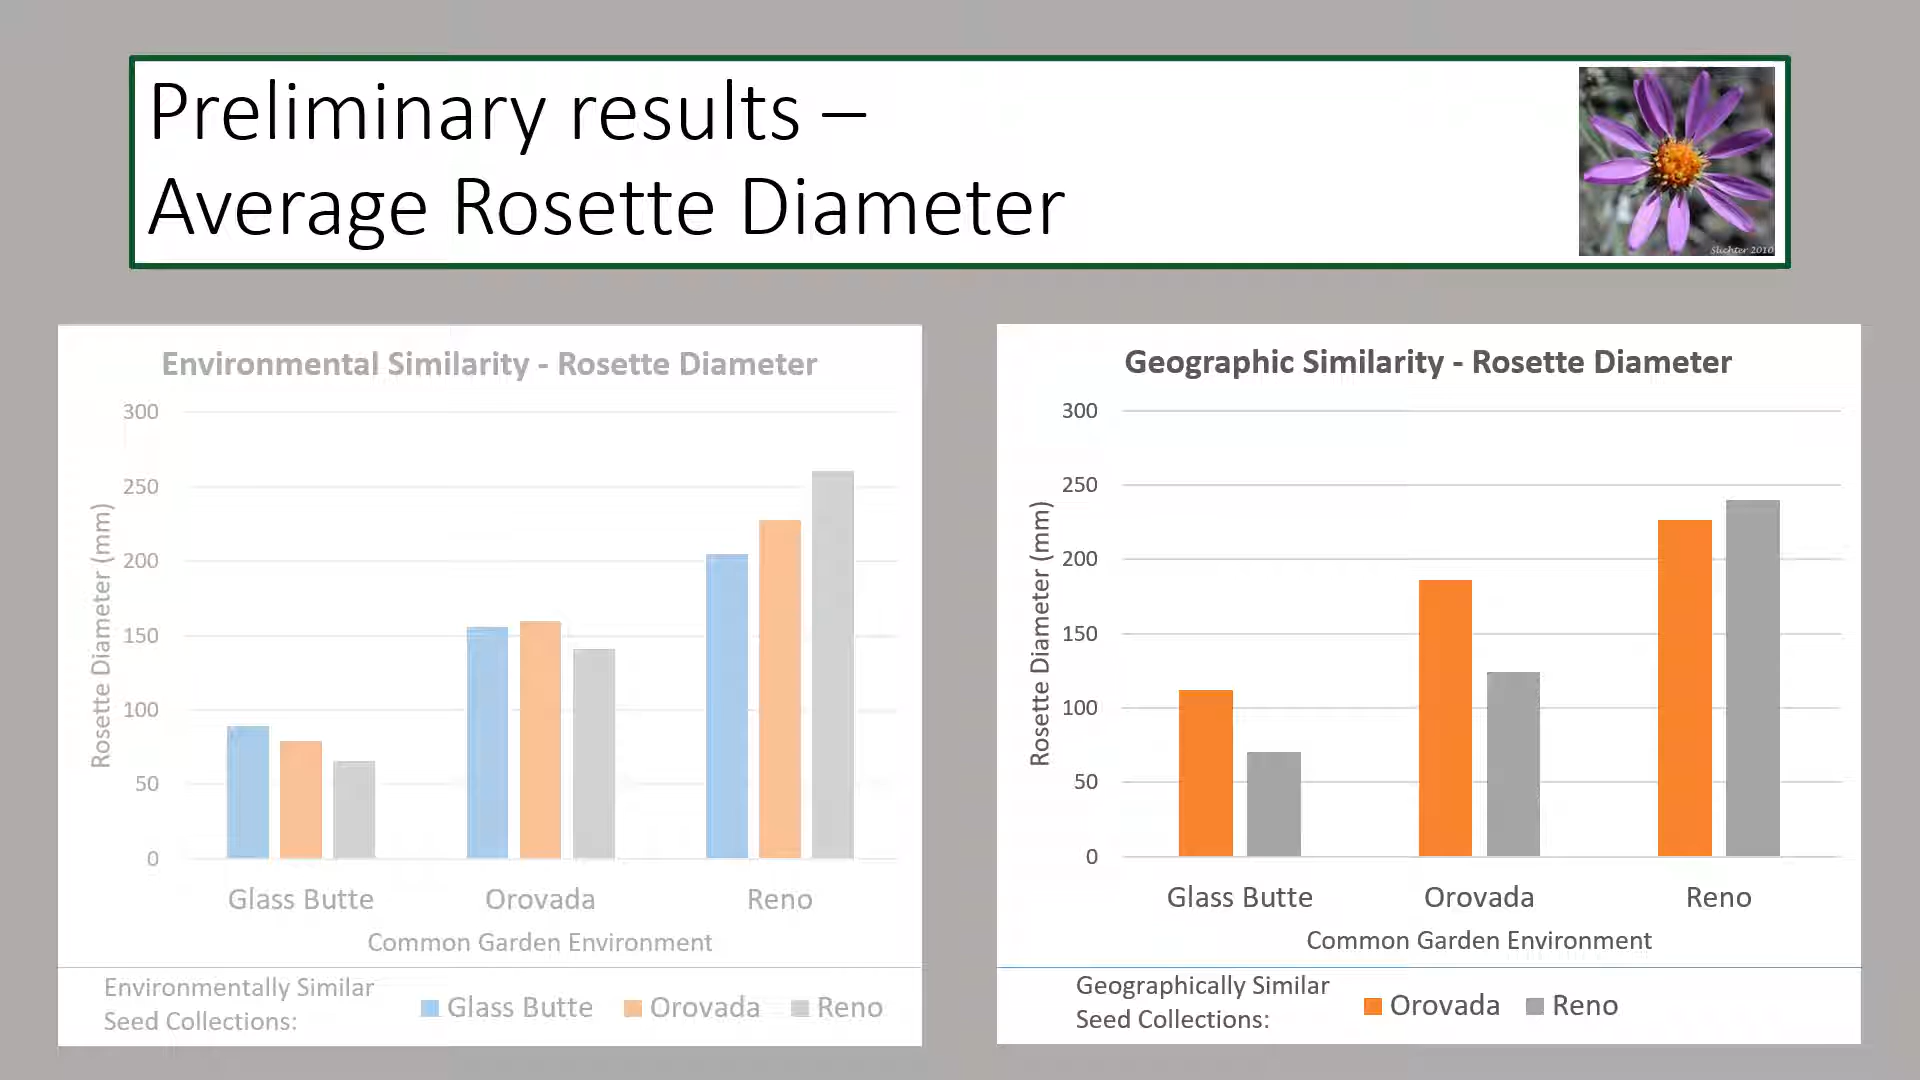 Preliminary results –
Average Rosette Diameter
Slichter 2010
Environmental Similarity - Rosette Diameter
300
250
200
150
100
50
0
Rosette Diameter (mm)
Glass Butte Orovada Reno
Common Garden Environment
Environmentally Similar
Seed Collections:
Glass Butte Orovada Reno
Geographic Similarity - Rosette Diameter
300
250
200
150
100
50
0
Rosette Diameter (mm)
Glass Butte Orovada Reno
Common Garden Environment
Geographically Similar
Seed Collections:
Orovada Reno